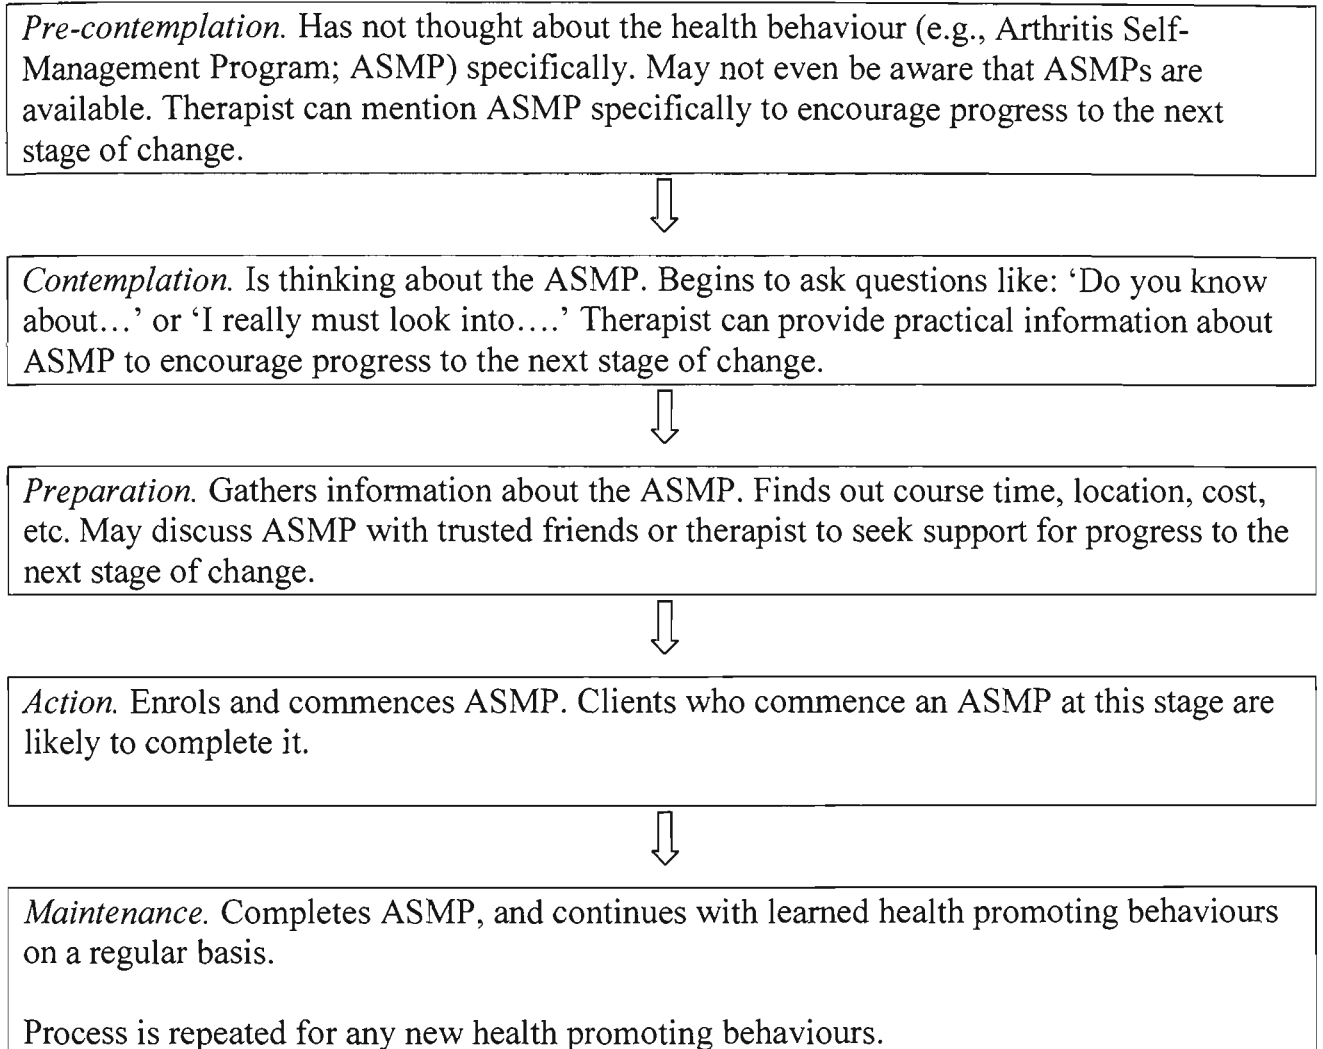 Pre-contemplation. Has not thought about the health behaviour (e.g., Arthritis Self-
Management Program; ASMP) specifically. May not even be aware that ASMPs are
available. Therapist can mention ASMP specifically to encourage progress to the next
stage of change.
Contemplation. Is thinking about the ASMP. Begins to ask questions like: ‘Do you know
about…’ or ‘I really must look into….’ Therapist can provide practical information about
ASMP to encourage progress to the next stage of change.
Preparation. Gathers information about the ASMP. Finds out course time, location, cost,
etc. May discuss ASMP with trusted friends or therapist to seek support for progress to the
next stage of change.
Action. Enrols and commences ASMP. Clients who commence an ASMP at this stage are
likely to complete it.
Maintenance. Completes ASMP, and continues with learned health promoting behaviours
on a regular basis.
Process is repeated for any new health promoting behaviours.